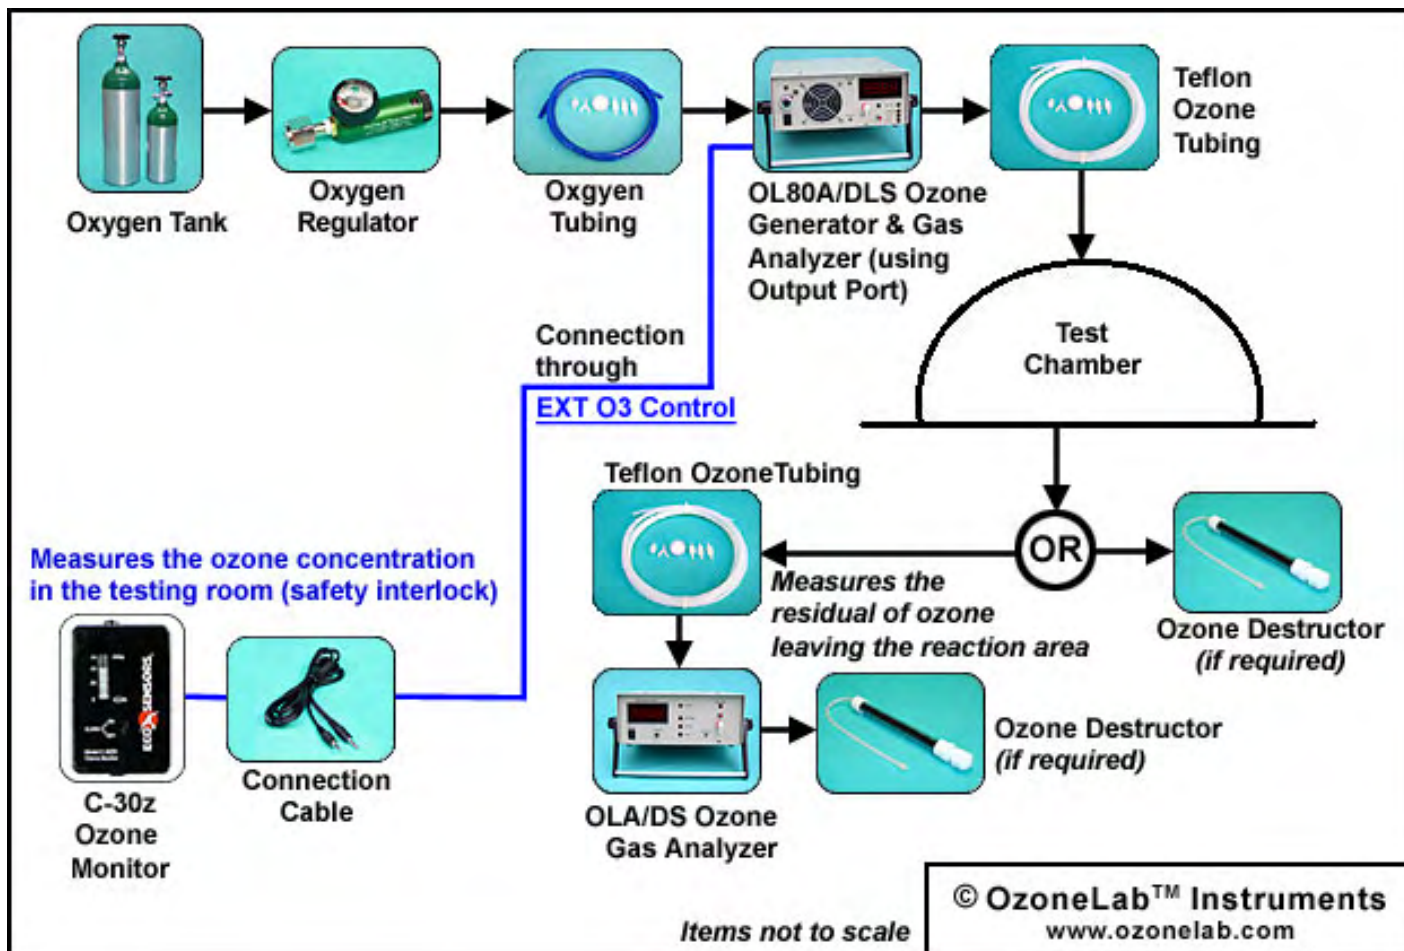 Oxygen Tank
Oxygen
Regulator
Oxgyen
Tubing
OL80A/DLS Ozone
Generator & Gas
Analyzer (using
Output Port)
Teflon
Ozone
Tubing
Test
Chamber
Connection
through
EXT O3 Control
Teflon OzoneTubing
OR
Measures the
residual of ozone
leaving the reaction area
Ozone Destructor
(if required)
Measures the ozone concentration
in the testing room (safety interlock)
ECO SENSORS
C-30z
Ozone
Monitor
Connection
Cable
OLA/DS Ozone
Gas Analyzer
Ozone Destructor
(if required)
Items not to scale
© OzoneLab™ Instruments
www.ozonelab.com